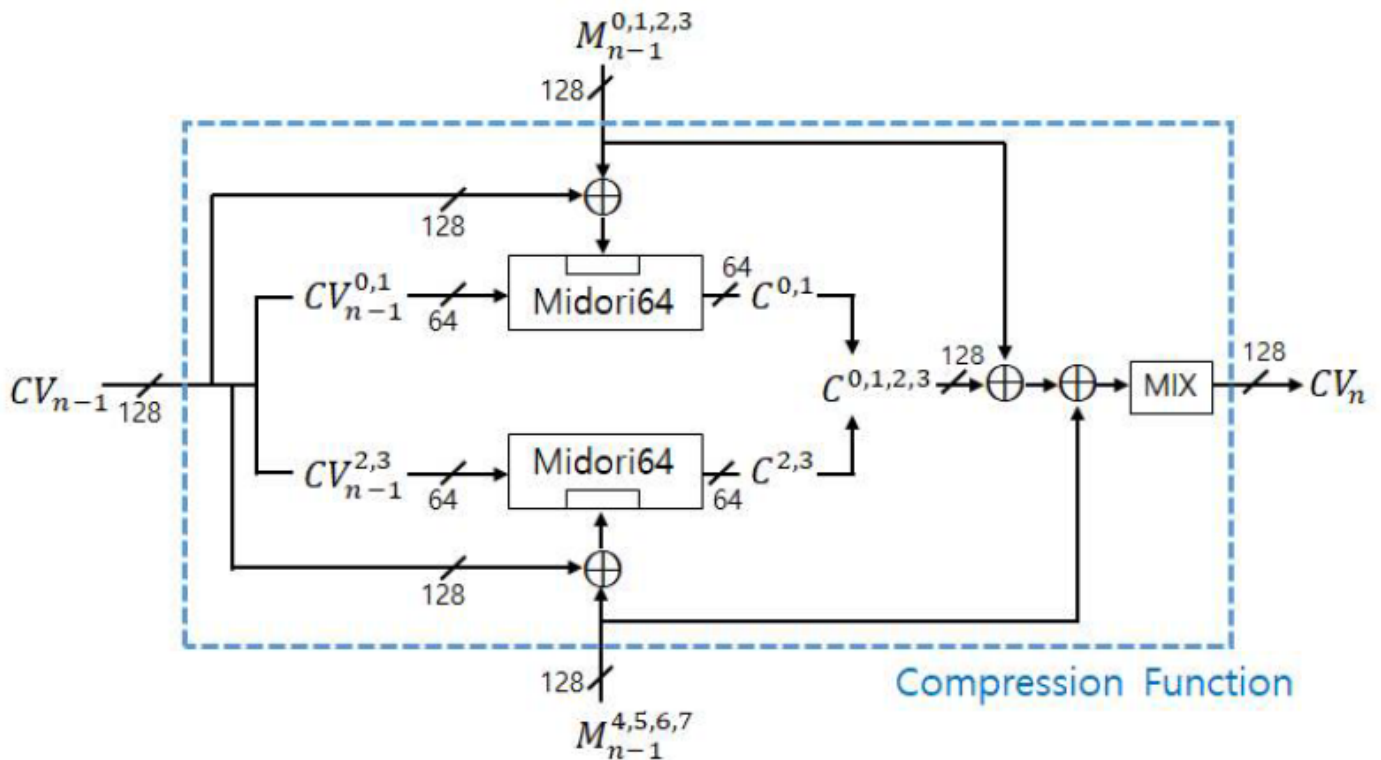 $M_{n-1}^{0,1,2,3}$
128
128
$CV_{n-1}^{0,1}$
64
Midori64
64
$C^{0,1}$
$CV_{n-1}$
128
$C^{0,1,2,3}$
128
MIX
128
$CV_n$
$CV_{n-1}^{2,3}$
64
Midori64
64
$C^{2,3}$
128
128
Compression Function
$M_{n-1}^{4,5,6,7}$